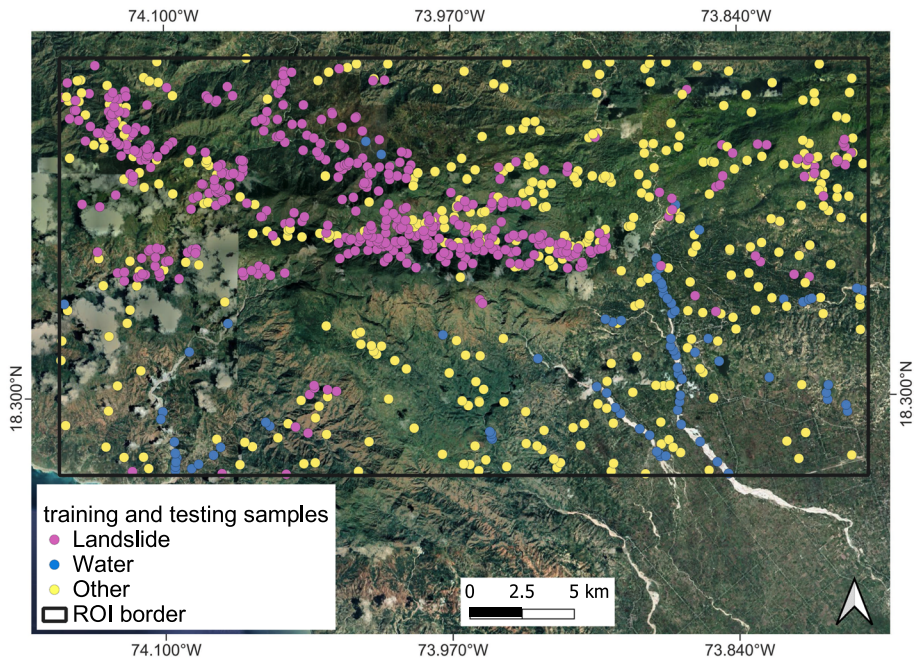 74.100°W 73.970°W 73.840°W
18.300°N
18.300°N
training and testing samples
Landslide
Water
Other
ROI border
0 2.5 5 km
74.100°W 73.970°W 73.840°W